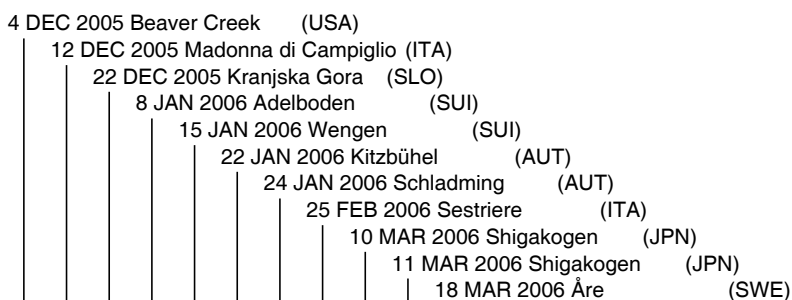 4 DEC 2005 Beaver Creek (USA)
12 DEC 2005 Madonna di Campiglio (ITA)
22 DEC 2005 Kranjska Gora (SLO)
8 JAN 2006 Adelboden (SUI)
15 JAN 2006 Wengen (SUI)
22 JAN 2006 Kitzbühel (AUT)
24 JAN 2006 Schladming (AUT)
25 FEB 2006 Sestriere (ITA)
10 MAR 2006 Shigakogen (JPN)
11 MAR 2006 Shigakogen (JPN)
18 MAR 2006 Åre (SWE)